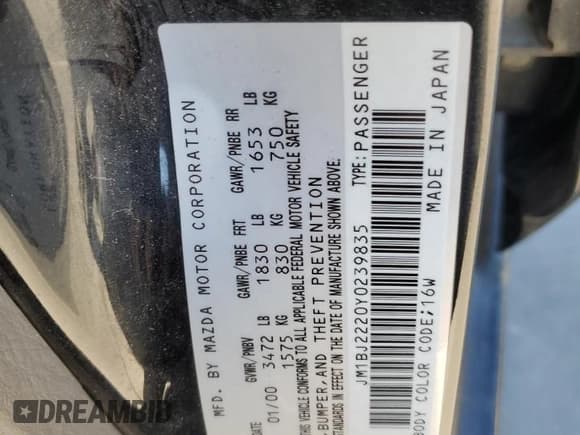 MFD. BY MAZDA MOTOR CORPORATION
DATE GVWR/PNBV GAWR/PNBE FRT GAWR/PNBE RR
01/00 3472 LB 1830 LB 1653 LB
1575 KG 830 KG 750 KG
THIS VEHICLE CONFORMS TO ALL APPLICABLE FEDERAL MOTOR VEHICLE SAFETY
BUMPER, AND THEFT PREVENTION
STANDARDS IN EFFECT ON THE DATE OF MANUFACTURE SHOWN ABOVE.
JM1BJ2220Y0239835 TYPE: PASSENGER
BODY COLOR CODE;16W MADE IN JAPAN
DREAMBID